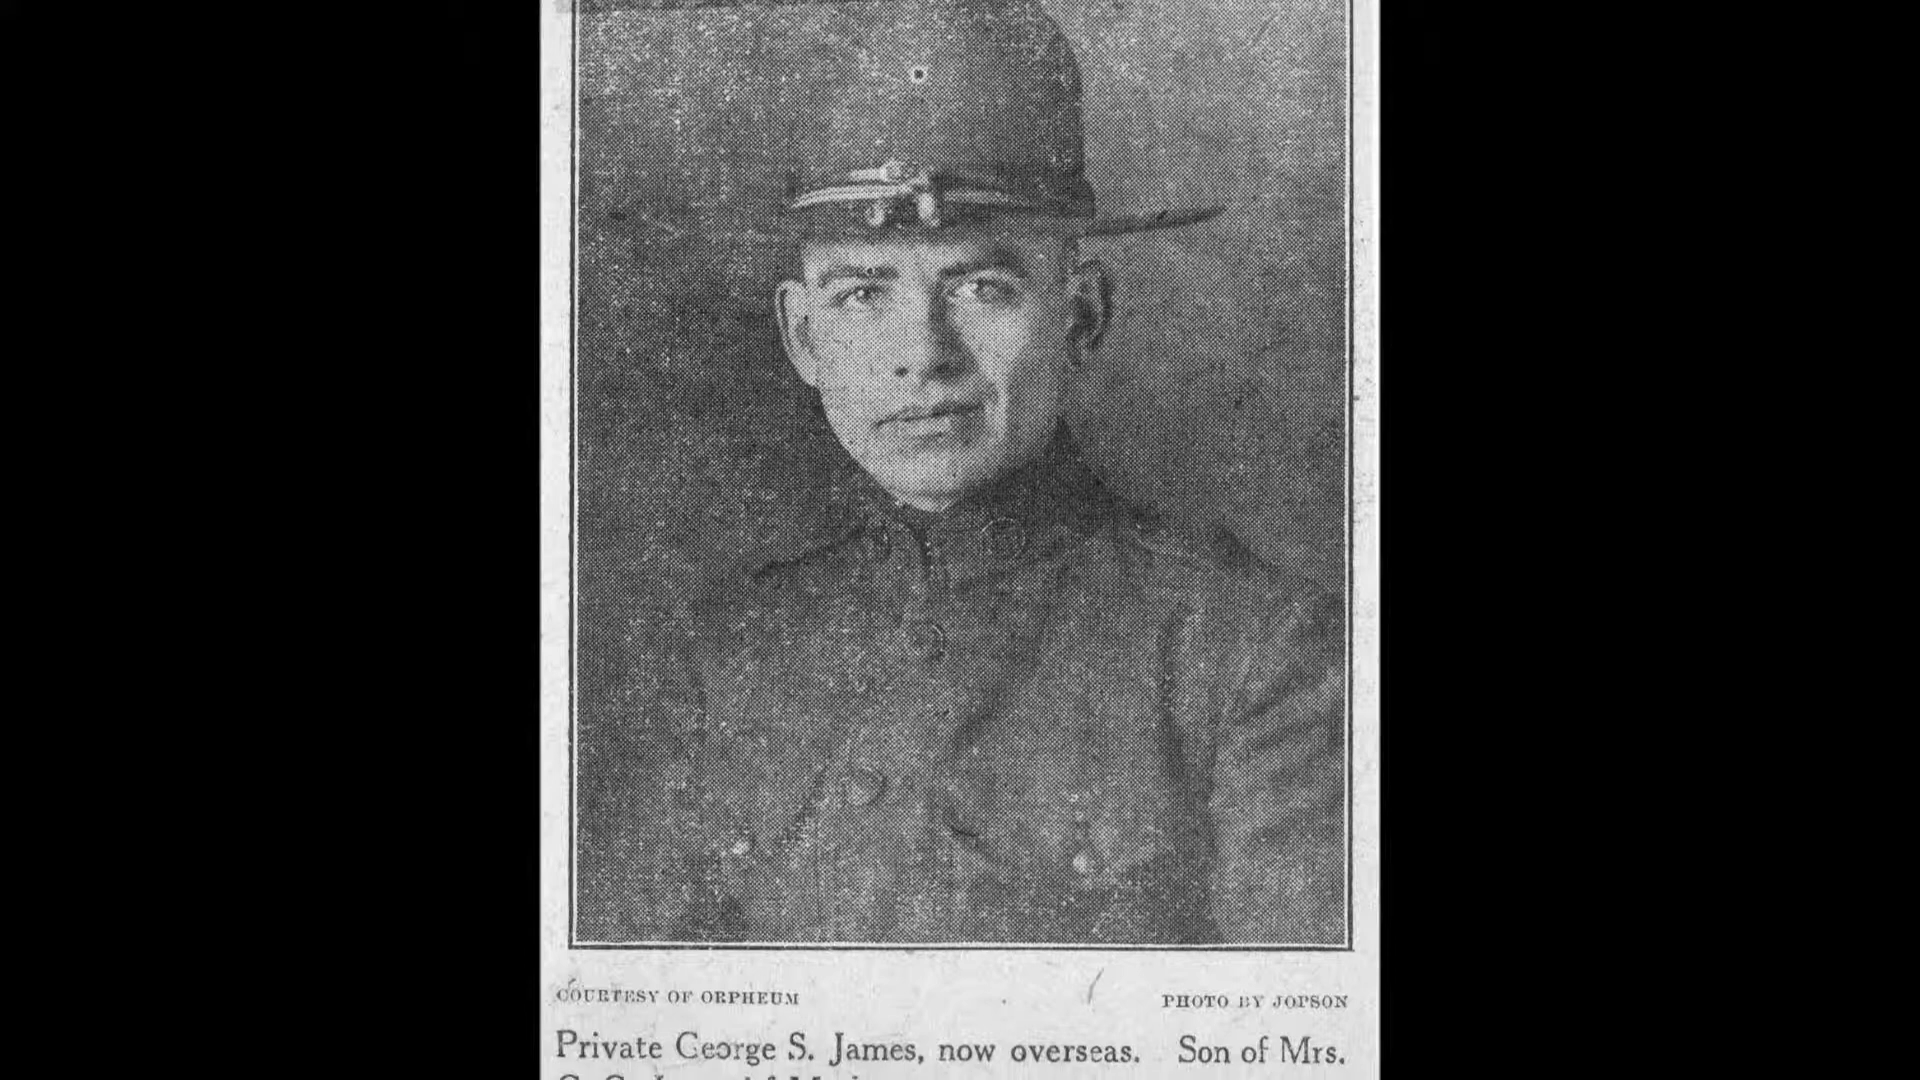 COURTESY OF ORPHEUM
PHOTO BY JOPSON
Private George S. James, now overseas. Son of Mrs.